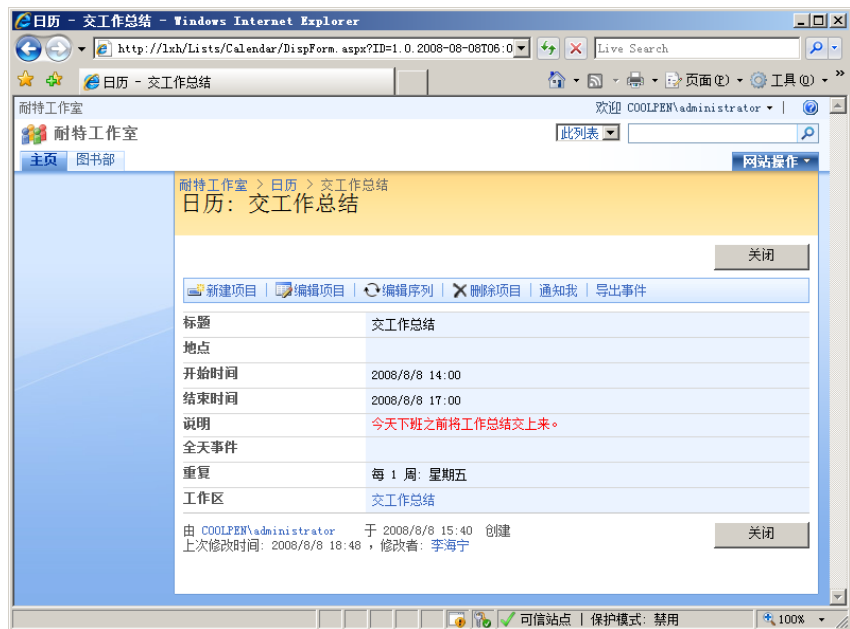 日历 - 交工作总结 - Windows Internet Explorer
http://lxh/Lists/Calendar/DispForm.aspx?ID=1.0.2008-08-08T06:0
Live Search
日历 - 交工作总结
页面(P)
工具(O)
»
耐特工作室
欢迎 COOLPEN\administrator
耐特工作室
此列表
主页
图书部
网站操作
耐特工作室 > 日历 > 交工作总结
日历: 交工作总结
关闭
新建项目 | 编辑项目 | 编辑序列 | 删除项目 | 通知我 | 导出事件
标题 交工作总结
地点
开始时间 2008/8/8 14:00
结束时间 2008/8/8 17:00
说明 今天下班之前将工作总结交上来。
全天事件
重复 每 1 周: 星期五
工作区 交工作总结
由 COOLPEN\administrator 于 2008/8/8 15:40 创建
上次修改时间: 2008/8/8 18:48 ，修改者: 李海宁
关闭
可信站点 | 保护模式: 禁用
100%